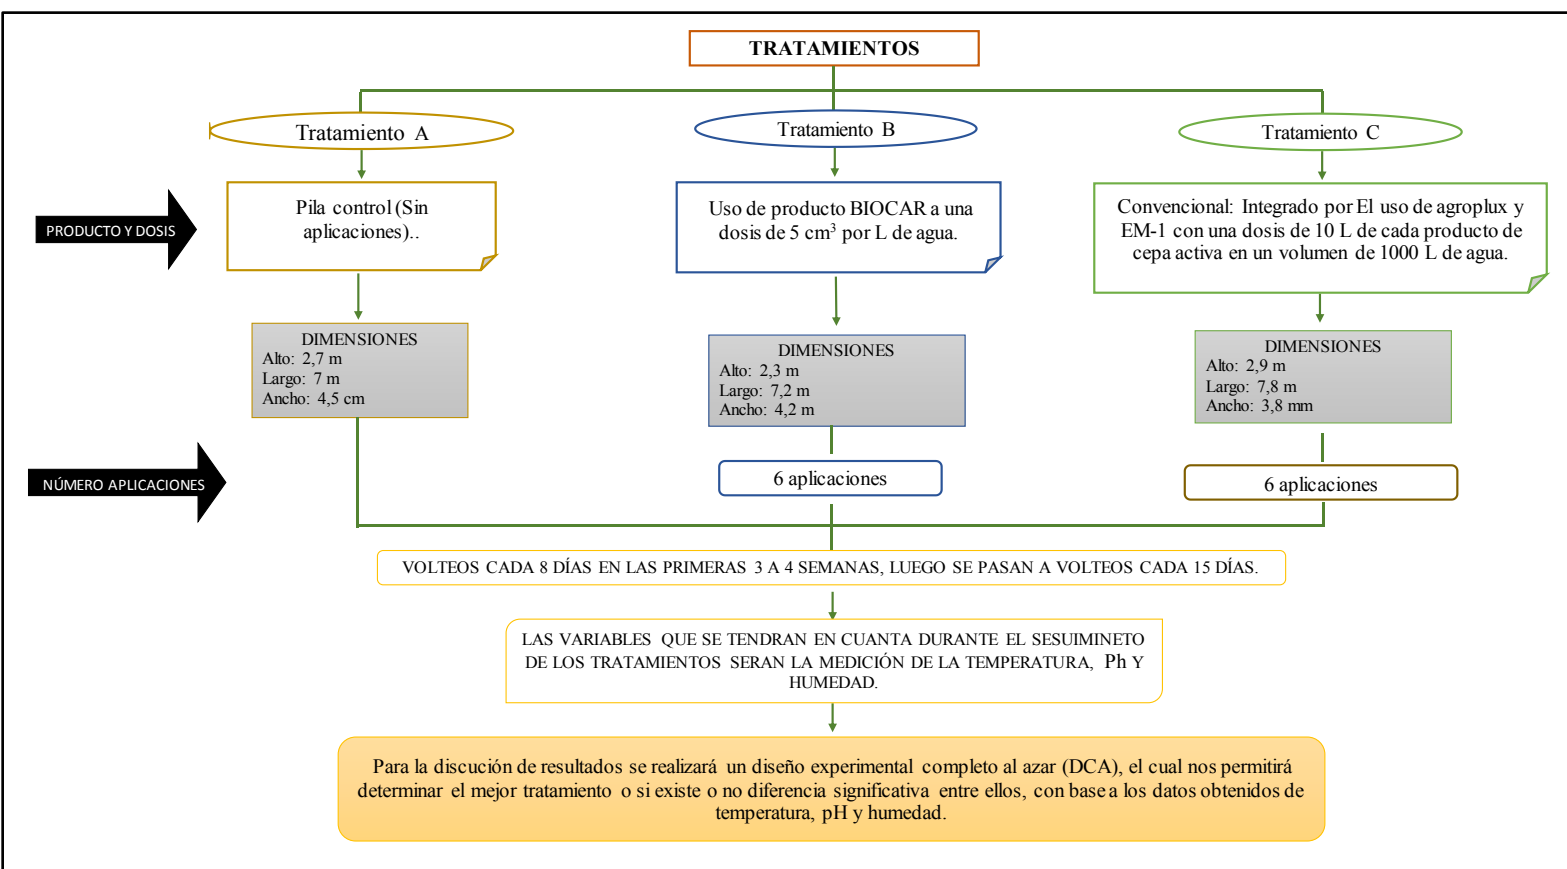 TRATAMIENTOS
Tratamiento A
Tratamiento B
Tratamiento C
PRODUCTO Y DOSIS
Pila control (Sin
aplicaciones)..
Uso de producto BIOCAR a una
dosis de 5 cm³ por L de agua.
Convencional: Integrado por El uso de agroplux y
EM-1 con una dosis de 10 L de cada producto de
cepa activa en un volumen de 1000 L de agua.
DIMENSIONES
Alto: 2,7 m
Largo: 7 m
Ancho: 4,5 cm
DIMENSIONES
Alto: 2,3 m
Largo: 7,2 m
Ancho: 4,2 m
DIMENSIONES
Alto: 2,9 m
Largo: 7,8 m
Ancho: 3,8 mm
NÚMERO APLICACIONES
6 aplicaciones
6 aplicaciones
VOLTEOS CADA 8 DÍAS EN LAS PRIMERAS 3 A 4 SEMANAS, LUEGO SE PASAN A VOLTEOS CADA 15 DÍAS.
LAS VARIABLES QUE SE TENDRAN EN CUANTA DURANTE EL SESUIMINETO
DE LOS TRATAMIENTOS SERAN LA MEDICIÓN DE LA TEMPERATURA, Ph Y
HUMEDAD.
Para la discución de resultados se realizará un diseño experimental completo al azar (DCA), el cual nos permitirá
determinar el mejor tratamiento o si existe o no diferencia significativa entre ellos, con base a los datos obtenidos de
temperatura, pH y humedad.